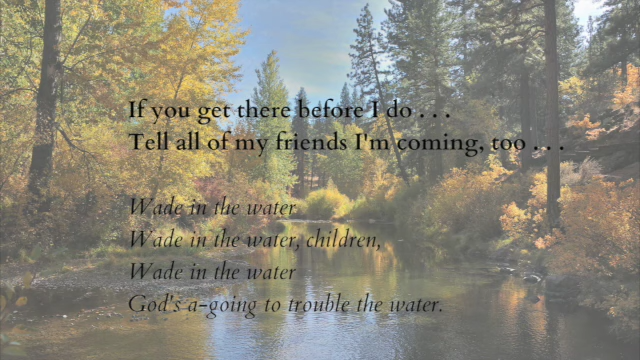 If you get there before I do . . .
Tell all of my friends I'm coming, too . . .
Wade in the water
Wade in the water, children,
Wade in the water
God's a-going to trouble the water.